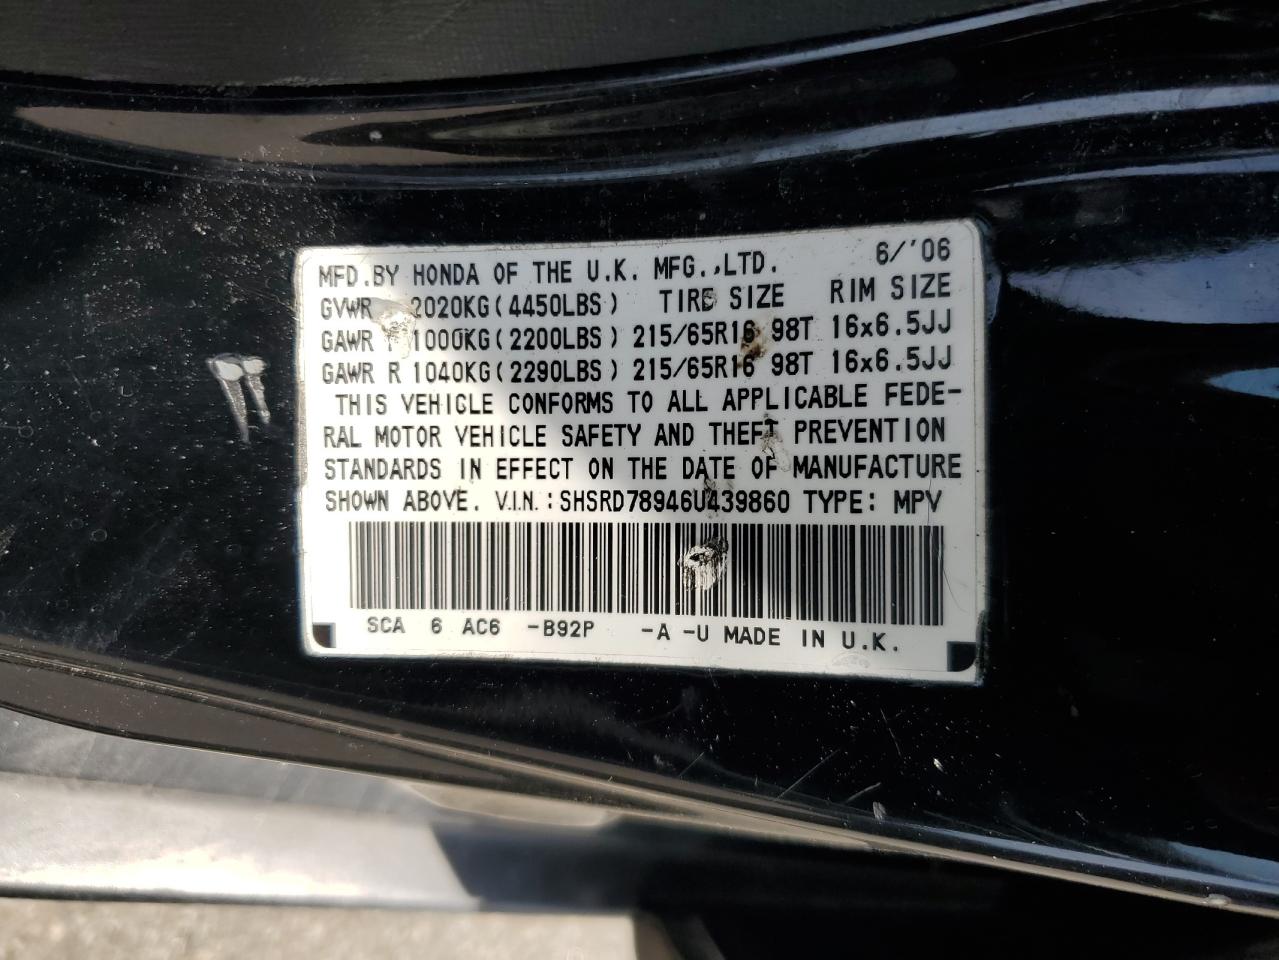 MFD.BY HONDA OF THE U.K. MFG.,LTD. 6/'06
GVWR 2020KG(4450LBS) TIRE SIZE RIM SIZE
GAWR 1000KG(2200LBS) 215/65R16 98T 16x6.5JJ
GAWR R 1040KG(2290LBS) 215/65R16 98T 16x6.5JJ
THIS VEHICLE CONFORMS TO ALL APPLICABLE FEDE-
RAL MOTOR VEHICLE SAFETY AND THEFT PREVENTION
STANDARDS IN EFFECT ON THE DATE OF MANUFACTURE
SHOWN ABOVE. V.I.N.:SHSRD78946U439860 TYPE: MPV
SCA 6 AC6 -B92P -A -U MADE IN U.K.